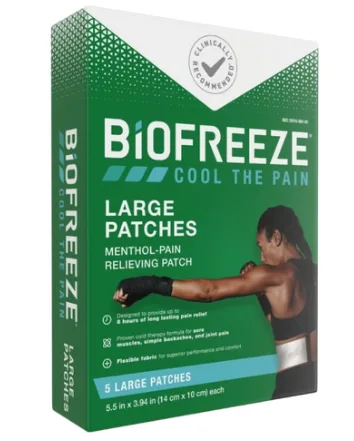 CLINICALLY
RECOMMENDED*
BIOFREEZE®
COOL THE PAIN
LARGE
PATCHES
MENTHOL-PAIN
RELIEVING PATCH
Designed to provide up to
8 hours of long lasting pain relief
Proven cold therapy formula for sore
muscles, simple backaches, and joint pain
Flexible fabric for superior performance and comfort
5 LARGE PATCHES
5.5 in x 3.94 in (14 cm x 10 cm) each
BIOFREEZE
COOL THE PAIN
LARGE
PATCHES